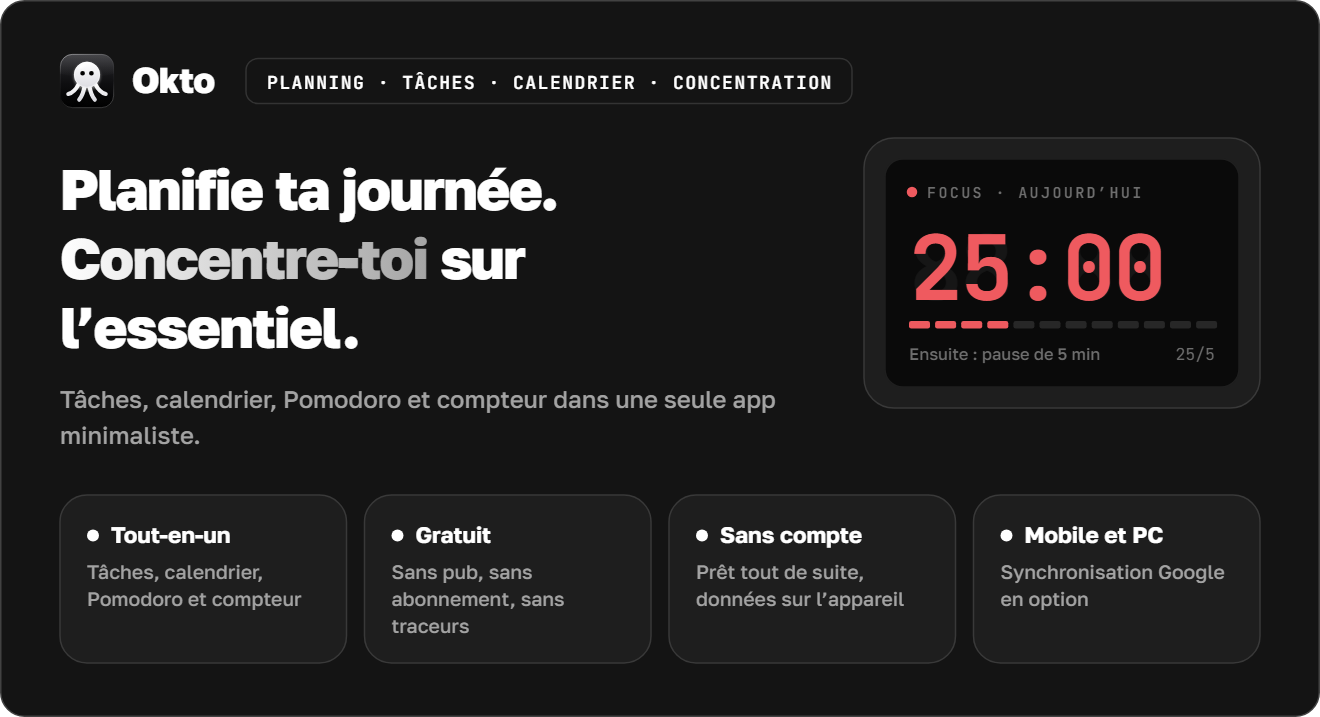 Okto
PLANNING · TÂCHES · CALENDRIER · CONCENTRATION
Planifie ta journée.
Concentre-toi sur
l’essentiel.
Tâches, calendrier, Pomodoro et compteur dans une seule app
minimaliste.
FOCUS · AUJOURD’HUI
25:00
Ensuite : pause de 5 min 25/5
Tout-en-un
Tâches, calendrier,
Pomodoro et compteur
Gratuit
Sans pub, sans
abonnement, sans
traceurs
Sans compte
Prêt tout de suite,
données sur l’appareil
Mobile et PC
Synchronisation Google
en option